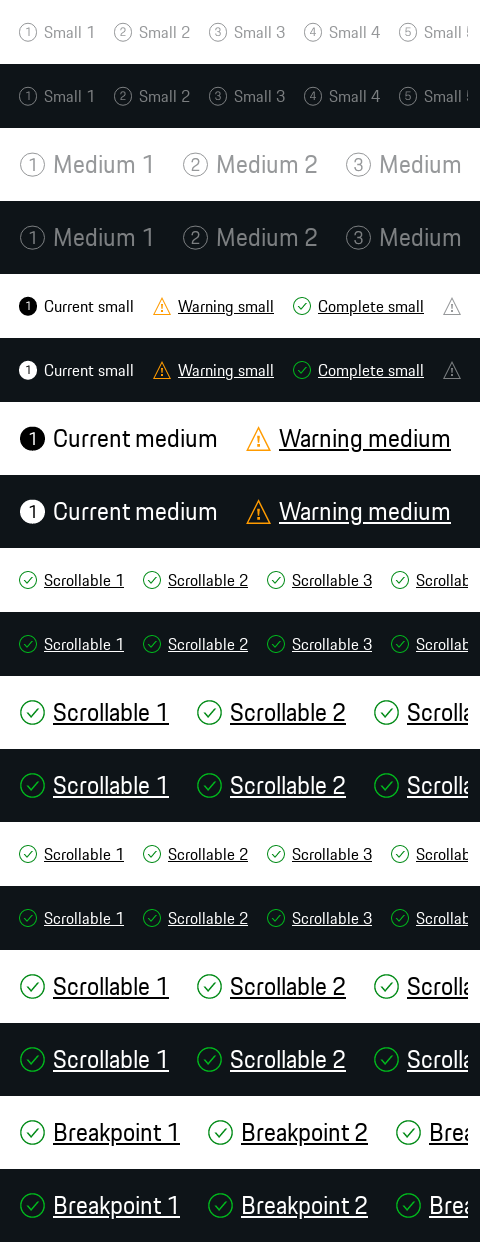 1 Small 1 2 Small 2 3 Small 3 4 Small 4 5 Small
1 Small 1 2 Small 2 3 Small 3 4 Small 4 5 Small
1 Medium 1 2 Medium 2 3 Medium
1 Medium 1 2 Medium 2 3 Medium
1 Current small Warning small Complete small
1 Current small Warning small Complete small
1 Current medium Warning medium
1 Current medium Warning medium
Scrollable 1 Scrollable 2 Scrollable 3 Scrollab
Scrollable 1 Scrollable 2 Scrollable 3 Scrollab
Scrollable 1 Scrollable 2 Scrolla
Scrollable 1 Scrollable 2 Scrolla
Scrollable 1 Scrollable 2 Scrollable 3 Scrollab
Scrollable 1 Scrollable 2 Scrollable 3 Scrollab
Scrollable 1 Scrollable 2 Scrolla
Scrollable 1 Scrollable 2 Scrolla
Breakpoint 1 Breakpoint 2 Brea
Breakpoint 1 Breakpoint 2 Brea